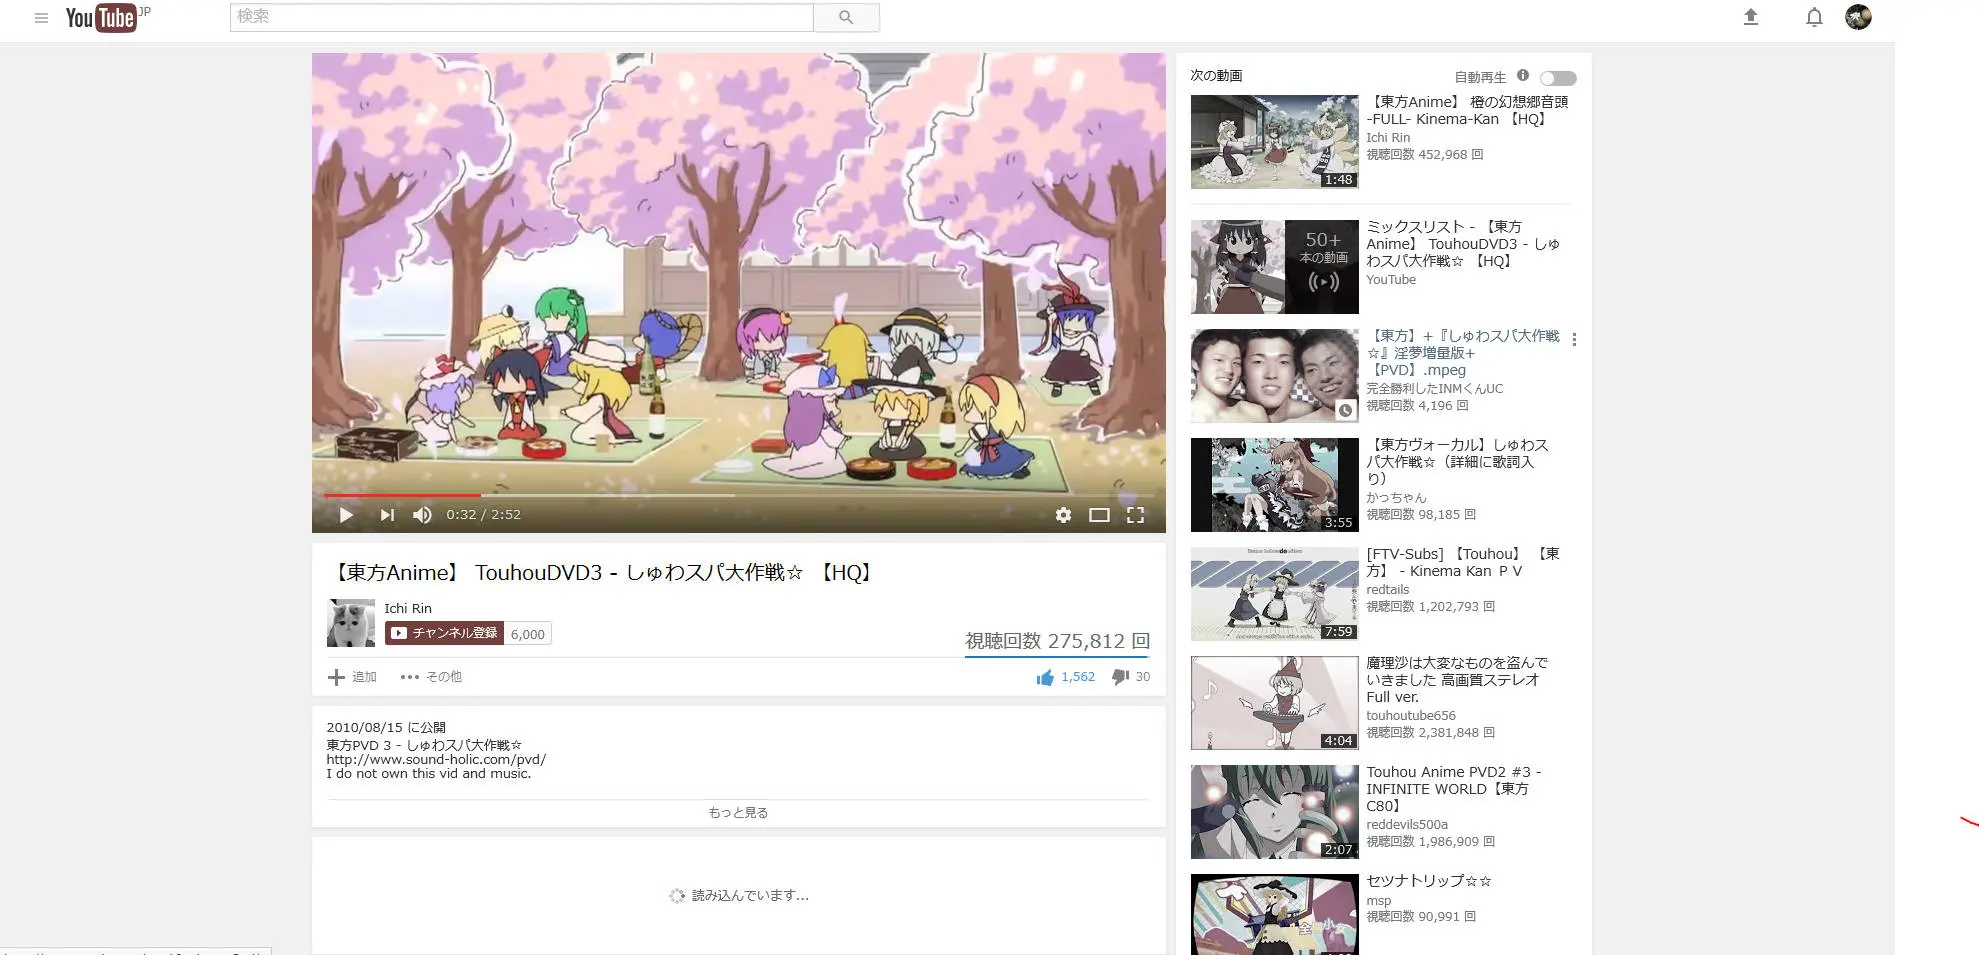 YouTube JP
検索
0:32 / 2:52
【東方Anime】 TouhouDVD3 - しゅわスパ大作戦☆ 【HQ】
Ichi Rin
チャンネル登録 6,000
視聴回数 275,812 回
追加 ••• その他
1,562 30
2010/08/15 に公開
東方PVD 3 - しゅわスパ大作戦☆
http://www.sound-holic.com/pvd/
I do not own this vid and music.
もっと見る
読み込んでいます...
次の動画
自動再生
【東方Anime】 橙の幻想郷音頭
-FULL- Kinema-Kan 【HQ】
Ichi Rin
視聴回数 452,968 回
1:48
50+
本の動画
ミックスリスト - 【東方
Anime】 TouhouDVD3 - しゅ
わスパ大作戦☆ 【HQ】
YouTube
【東方】+『しゅわスパ大作戦
☆』淫夢増量版+
【PVD】.mpeg
完全勝利したINMくんUC
視聴回数 4,196 回
【東方ヴォーカル】しゅわス
パ大作戦☆（詳細に歌詞入
り）
かっちゃん
視聴回数 98,185 回
3:55
[FTV-Subs] 【Touhou】 【東
方】 - Kinema Kan ＰＶ
redtails
視聴回数 1,202,793 回
7:59
魔理沙は大変なものを盗んで
いきました 高画質ステレオ
Full ver.
touhoutube656
視聴回数 2,381,848 回
4:04
Touhou Anime PVD2 #3 -
INFINITE WORLD【東方
C80】
reddevils500a
視聴回数 1,986,909 回
2:07
セツナトリップ☆☆
msp
視聴回数 90,991 回